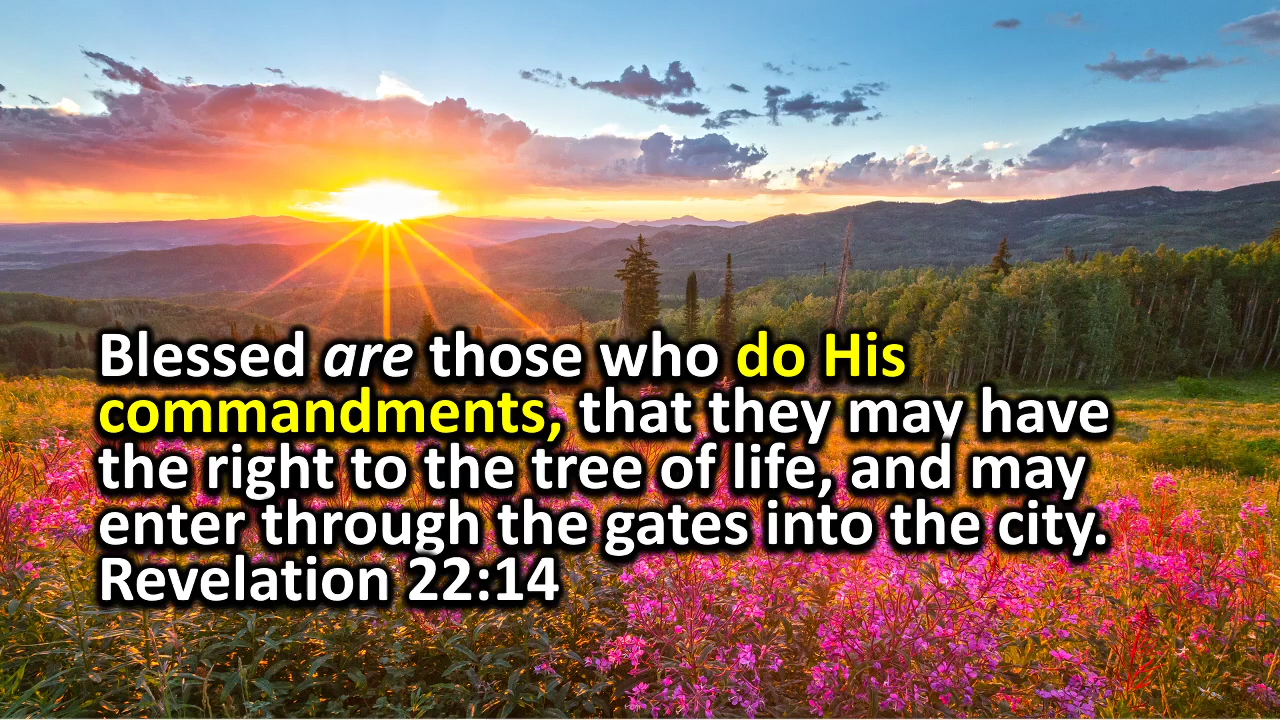 Blessed are those who do His
commandments, that they may have
the right to the tree of life, and may
enter through the gates into the city.
Revelation 22:14